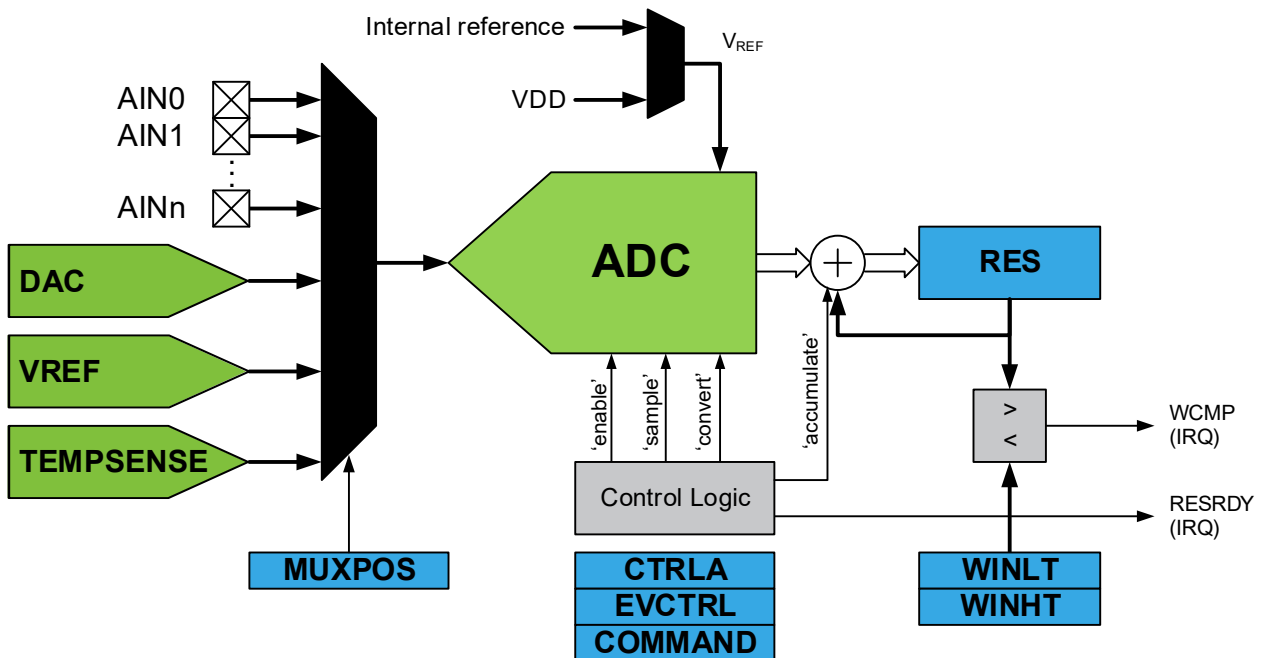 Internal reference
V_REF
VDD
AIN0
AIN1
AINn
ADC
RES
DAC
VREF
TEMPSENSE
'enable'
'sample'
'convert'
'accumulate'
>
<
WCMP
(IRQ)
Control Logic
RESRDY
(IRQ)
MUXPOS
CTRLA
EVCTRL
COMMAND
WINLT
WINHT